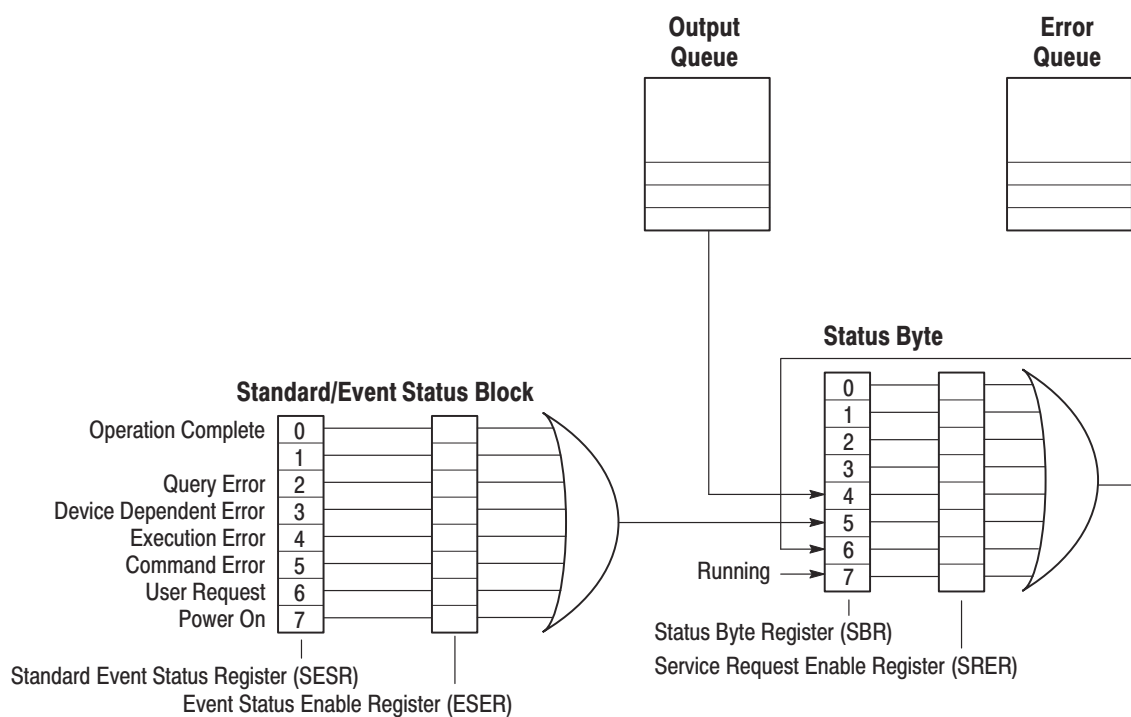 Output
Queue
Error
Queue
Status Byte
0
1
2
3
4
5
6
7
Running
Status Byte Register (SBR)
Service Request Enable Register (SRER)
Standard/Event Status Block
Operation Complete 0
1
Query Error 2
Device Dependent Error 3
Execution Error 4
Command Error 5
User Request 6
Power On 7
Standard Event Status Register (SESR)
Event Status Enable Register (ESER)